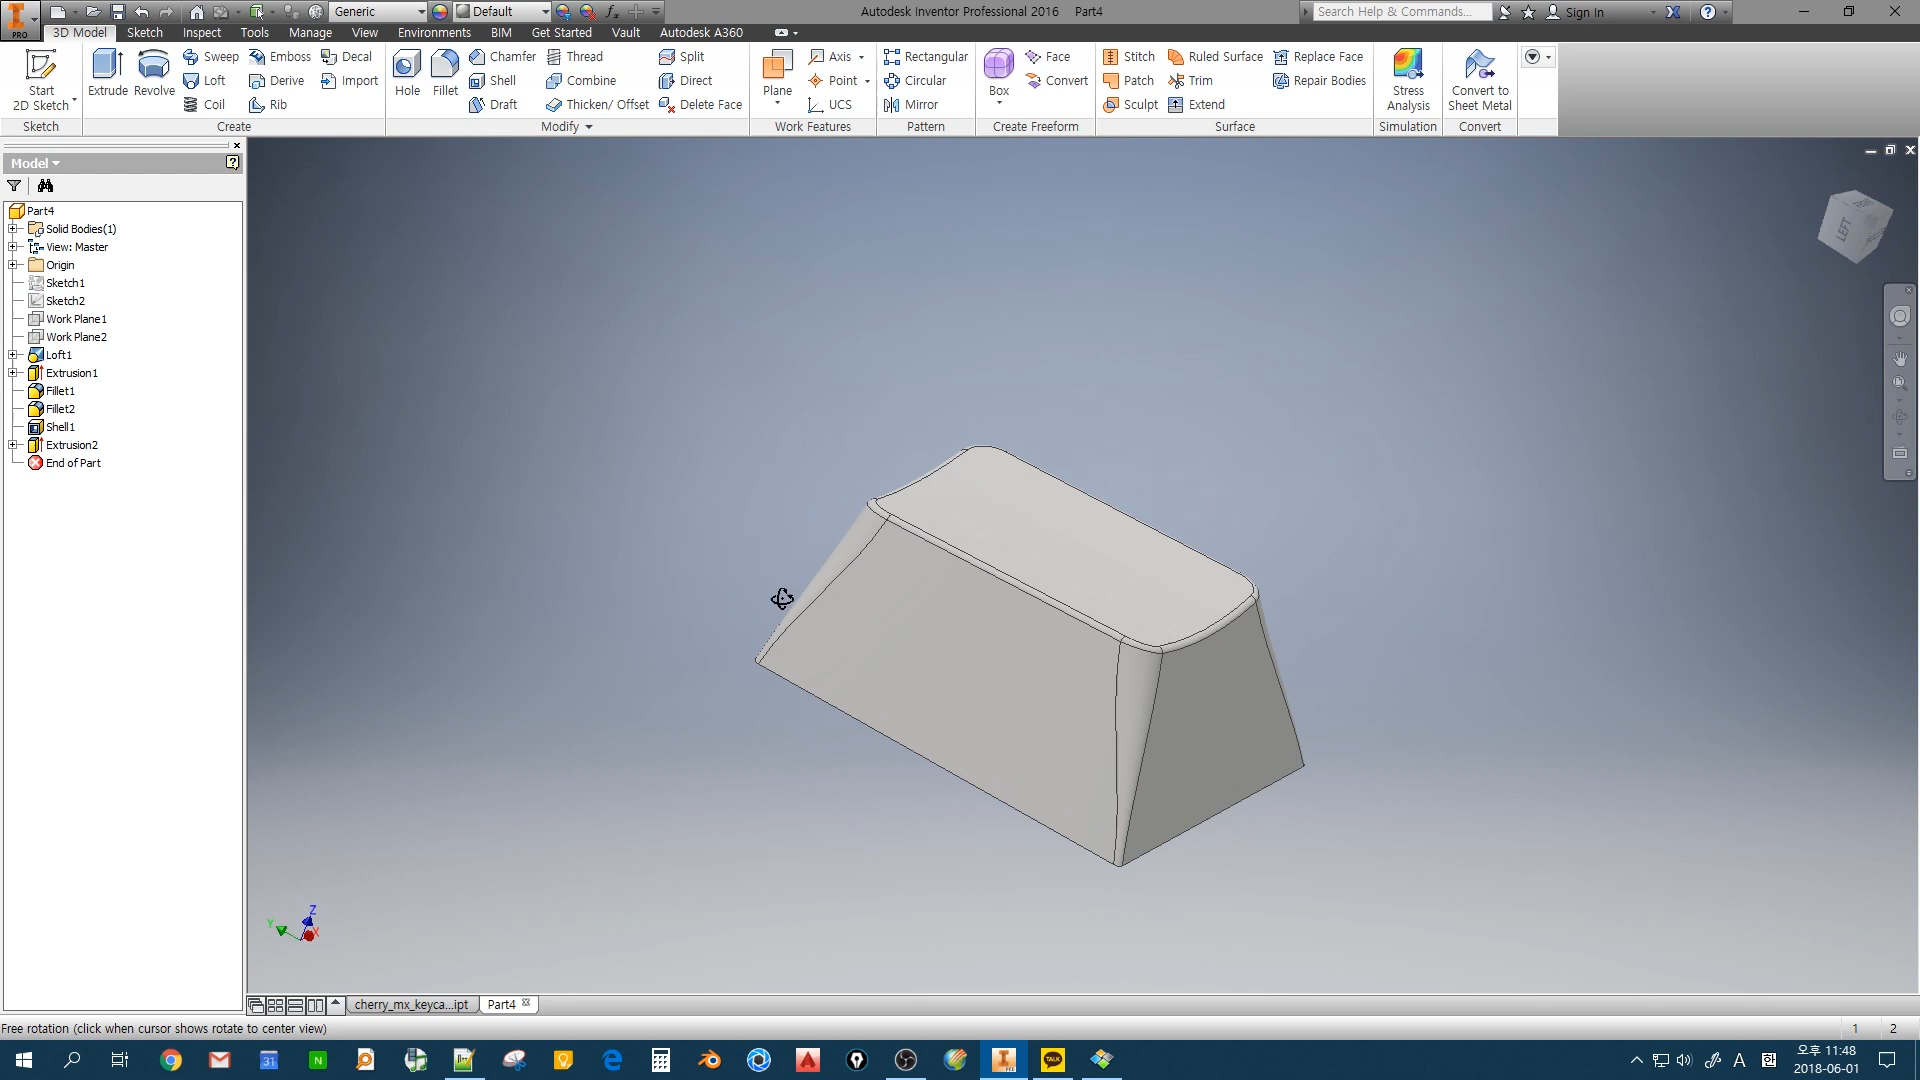 PRO
Generic
Default
Autodesk Inventor Professional 2016 Part4
Search Help & Commands...
Sign In
3D Model Sketch Inspect Tools Manage View Environments BIM Get Started Vault Autodesk A360
Start
2D Sketch
Sketch
Extrude
Revolve
Sweep
Loft
Coil
Emboss
Derive
Rib
Decal
Import
Create
Hole
Fillet
Chamfer
Shell
Draft
Thread
Combine
Thicken/ Offset
Split
Direct
Delete Face
Modify
Plane
Axis
Point
UCS
Work Features
Rectangular
Circular
Mirror
Pattern
Box
Face
Convert
Create Freeform
Stitch
Patch
Sculpt
Ruled Surface
Trim
Extend
Replace Face
Repair Bodies
Surface
Stress
Analysis
Simulation
Convert to
Sheet Metal
Convert
Model
Part4
Solid Bodies(1)
View: Master
Origin
Sketch1
Sketch2
Work Plane1
Work Plane2
Loft1
Extrusion1
Fillet1
Fillet2
Shell1
Extrusion2
End of Part
LEFT
Z
Y
X
cherry_mx_keyca...ipt
Part4
Free rotation (click when cursor shows rotate to center view)
1
2
31
N
TALK
A
오후 11:48
2018-06-01